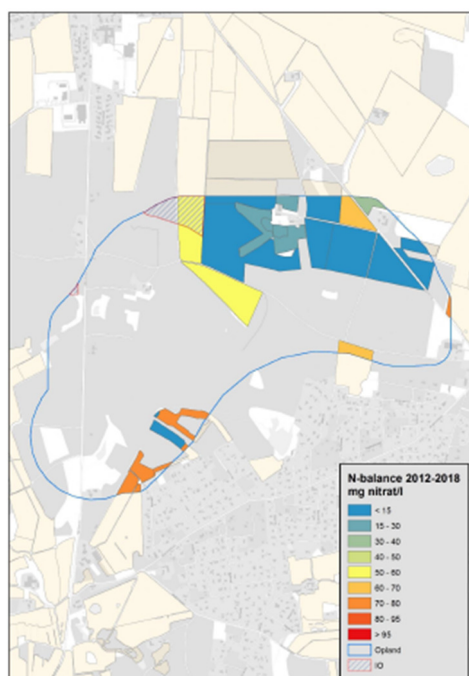 N-balance 2012-2018
mg nitrat/l
< 15
15 - 30
30 - 40
40 - 50
50 - 60
60 - 70
70 - 80
80 - 95
> 95
Opland
IO